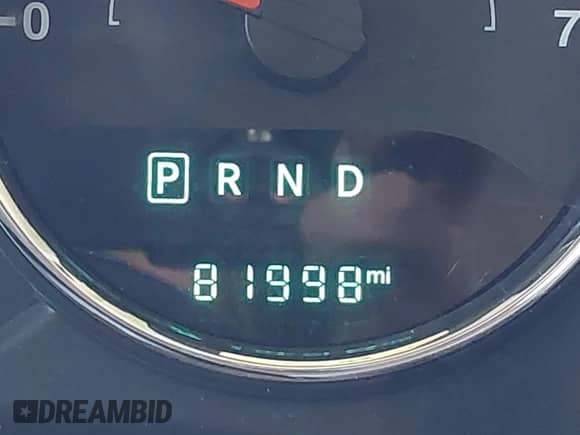 0 7
P R N D
81998 mi
DREAMBID